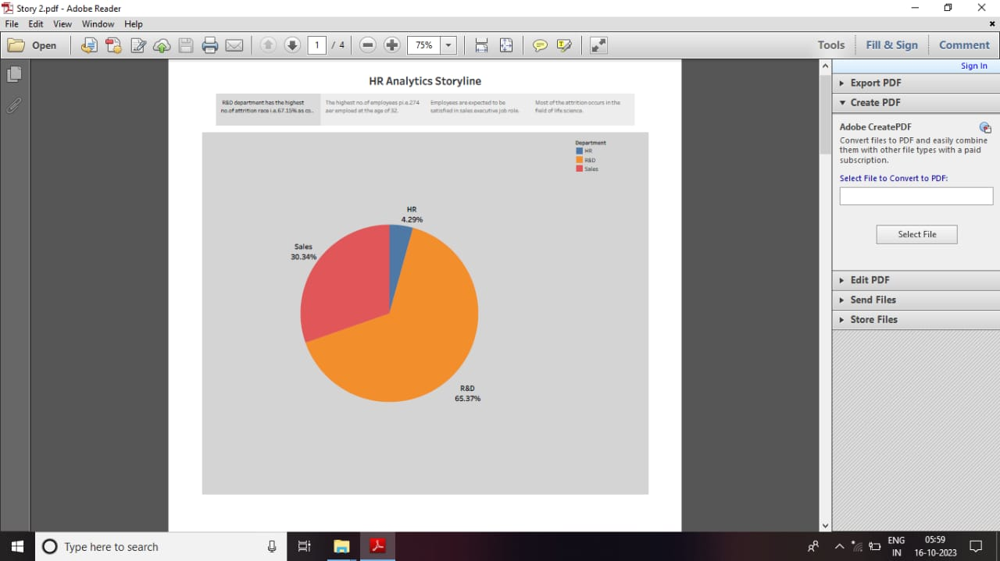 Story 2.pdf - Adobe Reader
File Edit View Window Help
Open 1 / 4 75% Tools Fill & Sign Comment
Sign In
Export PDF
Create PDF
Adobe CreatePDF
Convert files to PDF and easily combine
them with other file types with a paid
subscription.
Select File to Convert to PDF:
Select File
Edit PDF
Send Files
Store Files
HR Analytics Storyline
R&D department has the highest
no.of attrition race i.e.67.15% as co..
The highest no.of employees pi.e.274
aer emploed at the age of 32.
Employees are expected to be
satisfied in sales executive job role.
Most of the attrition occurs in the
field of life science.
Department
HR
R&D
Sales
HR
4.29%
Sales
30.34%
R&D
65.37%
Type here to search
ENG
IN
05:59
16-10-2023